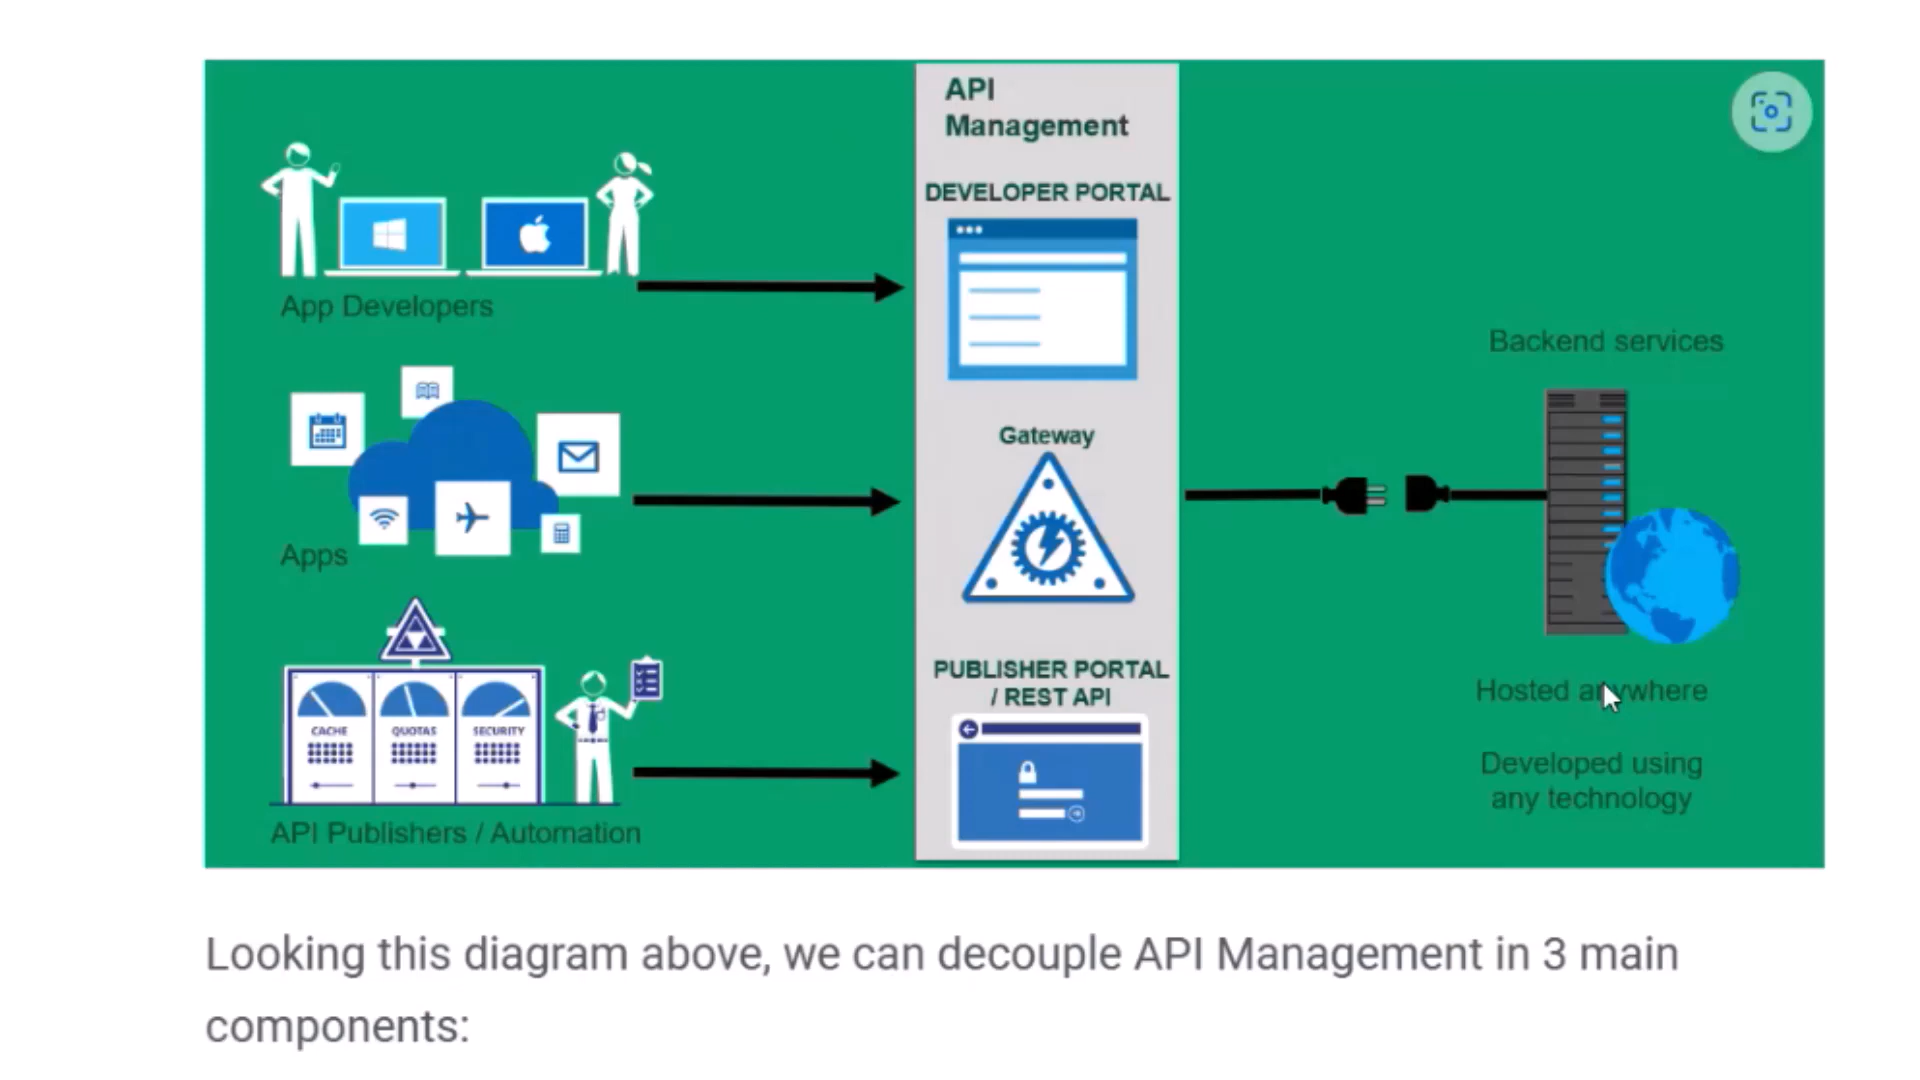 API
Management
DEVELOPER PORTAL
App Developers
Backend services
Gateway
Apps
PUBLISHER PORTAL
/ REST API
Hosted anywhere
CACHE
QUOTAS
SECURITY
Developed using
any technology
API Publishers / Automation
Looking this diagram above, we can decouple API Management in 3 main
components: